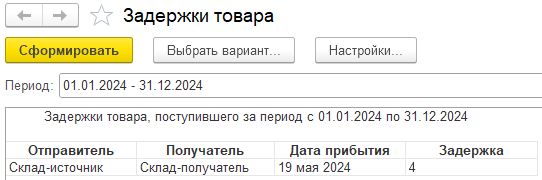 Задержки товара
Сформировать Выбрать вариант... Настройки...
Период: 01.01.2024 - 31.12.2024
Задержки товара, поступившего за период с 01.01.2024 по 31.12.2024
Отправитель Получатель Дата прибытия Задержка
Склад-источник Склад-получатель 19 мая 2024 4